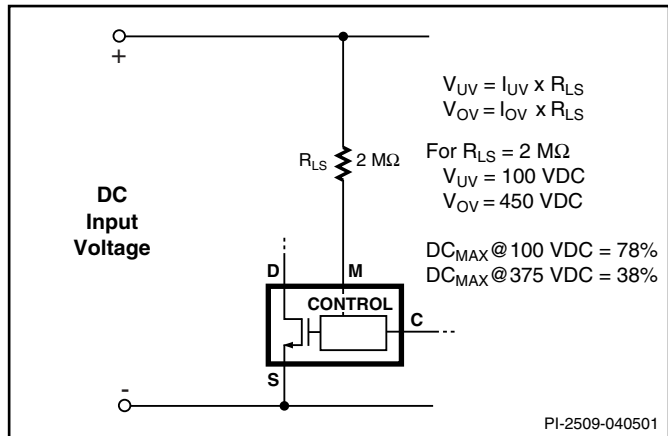 +
V_UV = I_UV x R_LS
V_OV = I_OV x R_LS
R_LS 2 MΩ
For R_LS = 2 MΩ
V_UV = 100 VDC
V_OV = 450 VDC
DC
Input
Voltage
DC_MAX@100 VDC = 78%
DC_MAX@375 VDC = 38%
D
M
CONTROL
C
S
-
PI-2509-040501